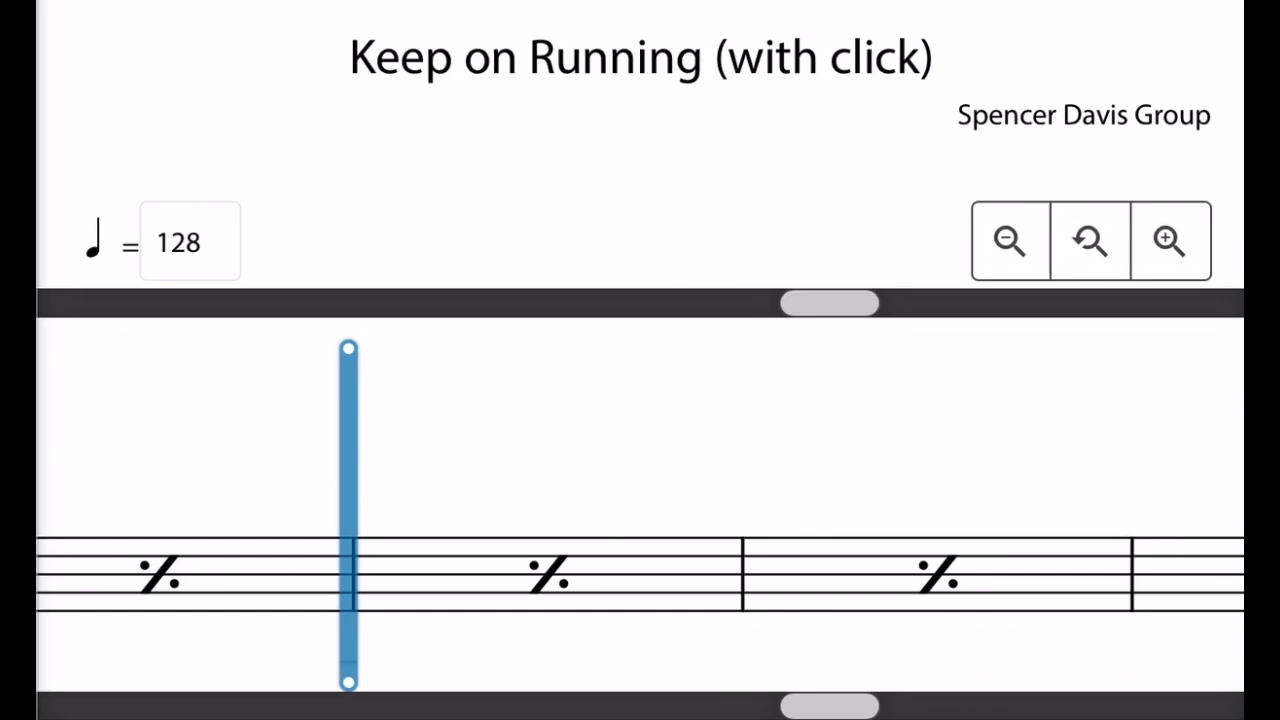 Keep on Running (with click)
Spencer Davis Group
♩ = 128